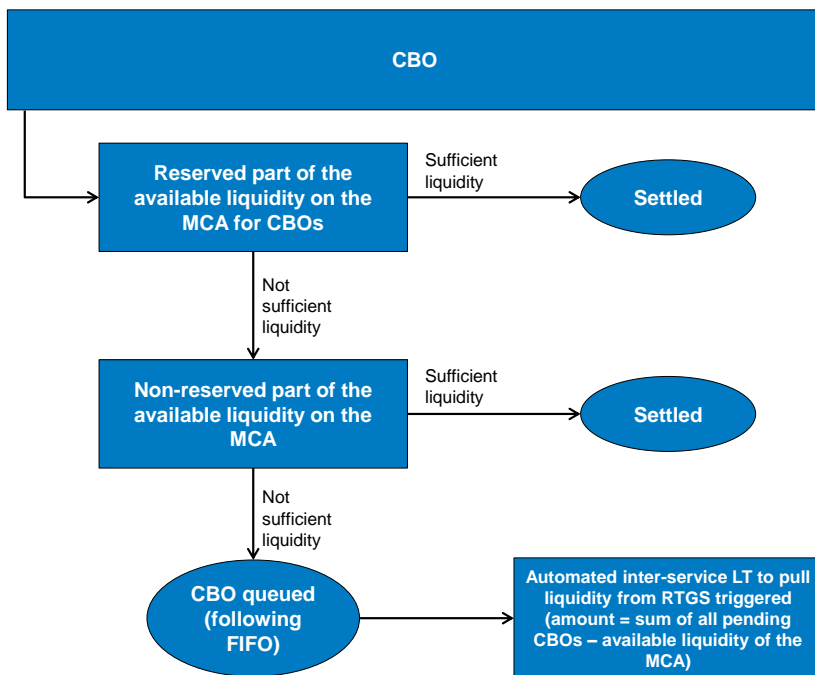 CBO
Reserved part of the
available liquidity on the
MCA for CBOs
Sufficient
liquidity
Settled
Not
sufficient
liquidity
Non-reserved part of the
available liquidity on the
MCA
Sufficient
liquidity
Settled
Not
sufficient
liquidity
CBO queued
(following
FIFO)
Automated inter-service LT to pull
liquidity from RTGS triggered
(amount = sum of all pending
CBOs – available liquidity of the
MCA)